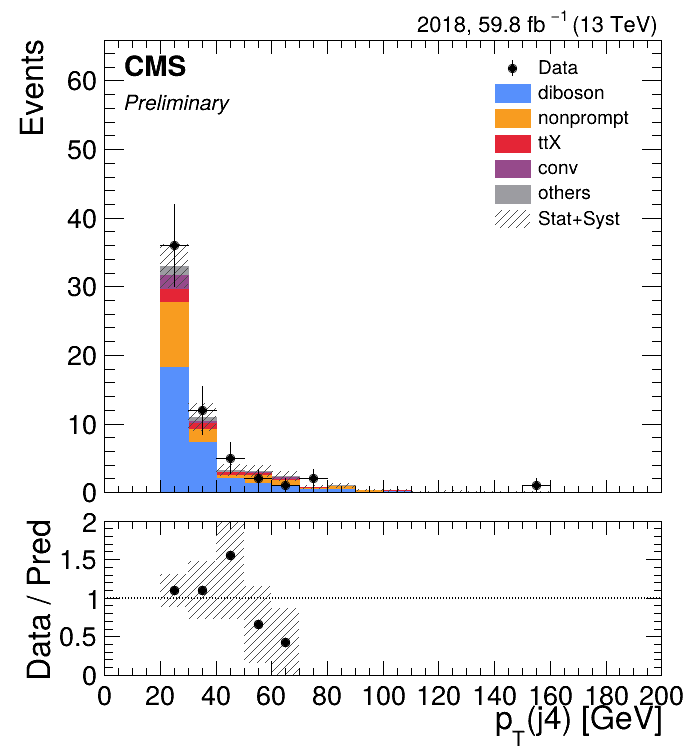 2018, 59.8 fb⁻¹ (13 TeV)
Events
CMS
Preliminary
Data
diboson
nonprompt
ttX
conv
others
Stat+Syst
60
50
40
30
20
10
0
Data / Pred
2
1.5
1
0.5
0
0 20 40 60 80 100 120 140 160 180 200
p_T(j4) [GeV]